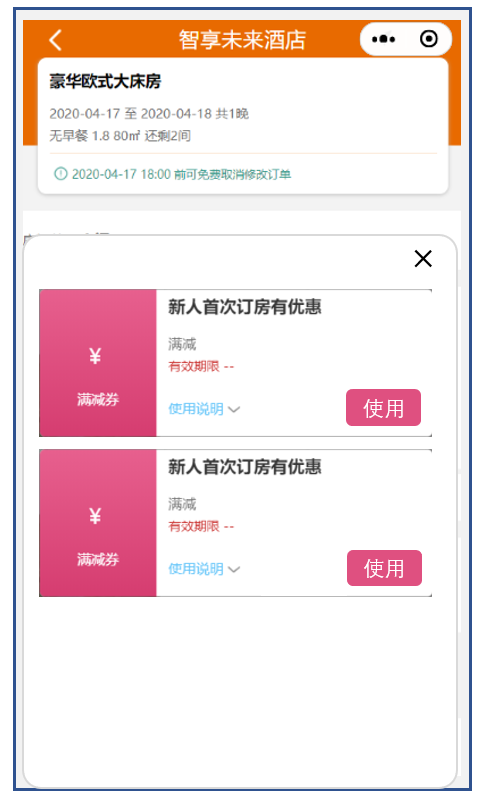 智享未来酒店
豪华欧式大床房
2020-04-17 至 2020-04-18 共1晚
无早餐 1.8 80㎡ 还剩2间
2020-04-17 18:00 前可免费取消修改订单
新人首次订房有优惠
¥
满减
有效期限 --
满减券
使用说明
使用
新人首次订房有优惠
¥
满减
有效期限 --
满减券
使用说明
使用